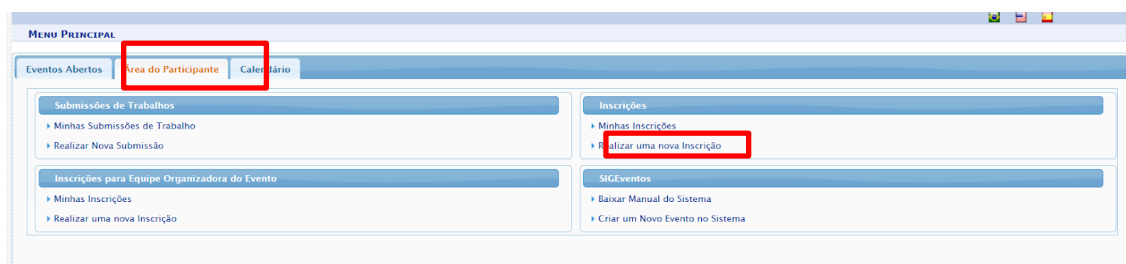 MENU PRINCIPAL
Eventos Abertos Área do Participante Calendário
Submissões de Trabalhos
Minhas Submissões de Trabalho
Realizar Nova Submissão
Inscrições
Minhas Inscrições
Realizar uma nova Inscrição
Inscrições para Equipe Organizadora do Evento
Minhas Inscrições
Realizar uma nova Inscrição
SIGEventos
Baixar Manual do Sistema
Criar um Novo Evento no Sistema